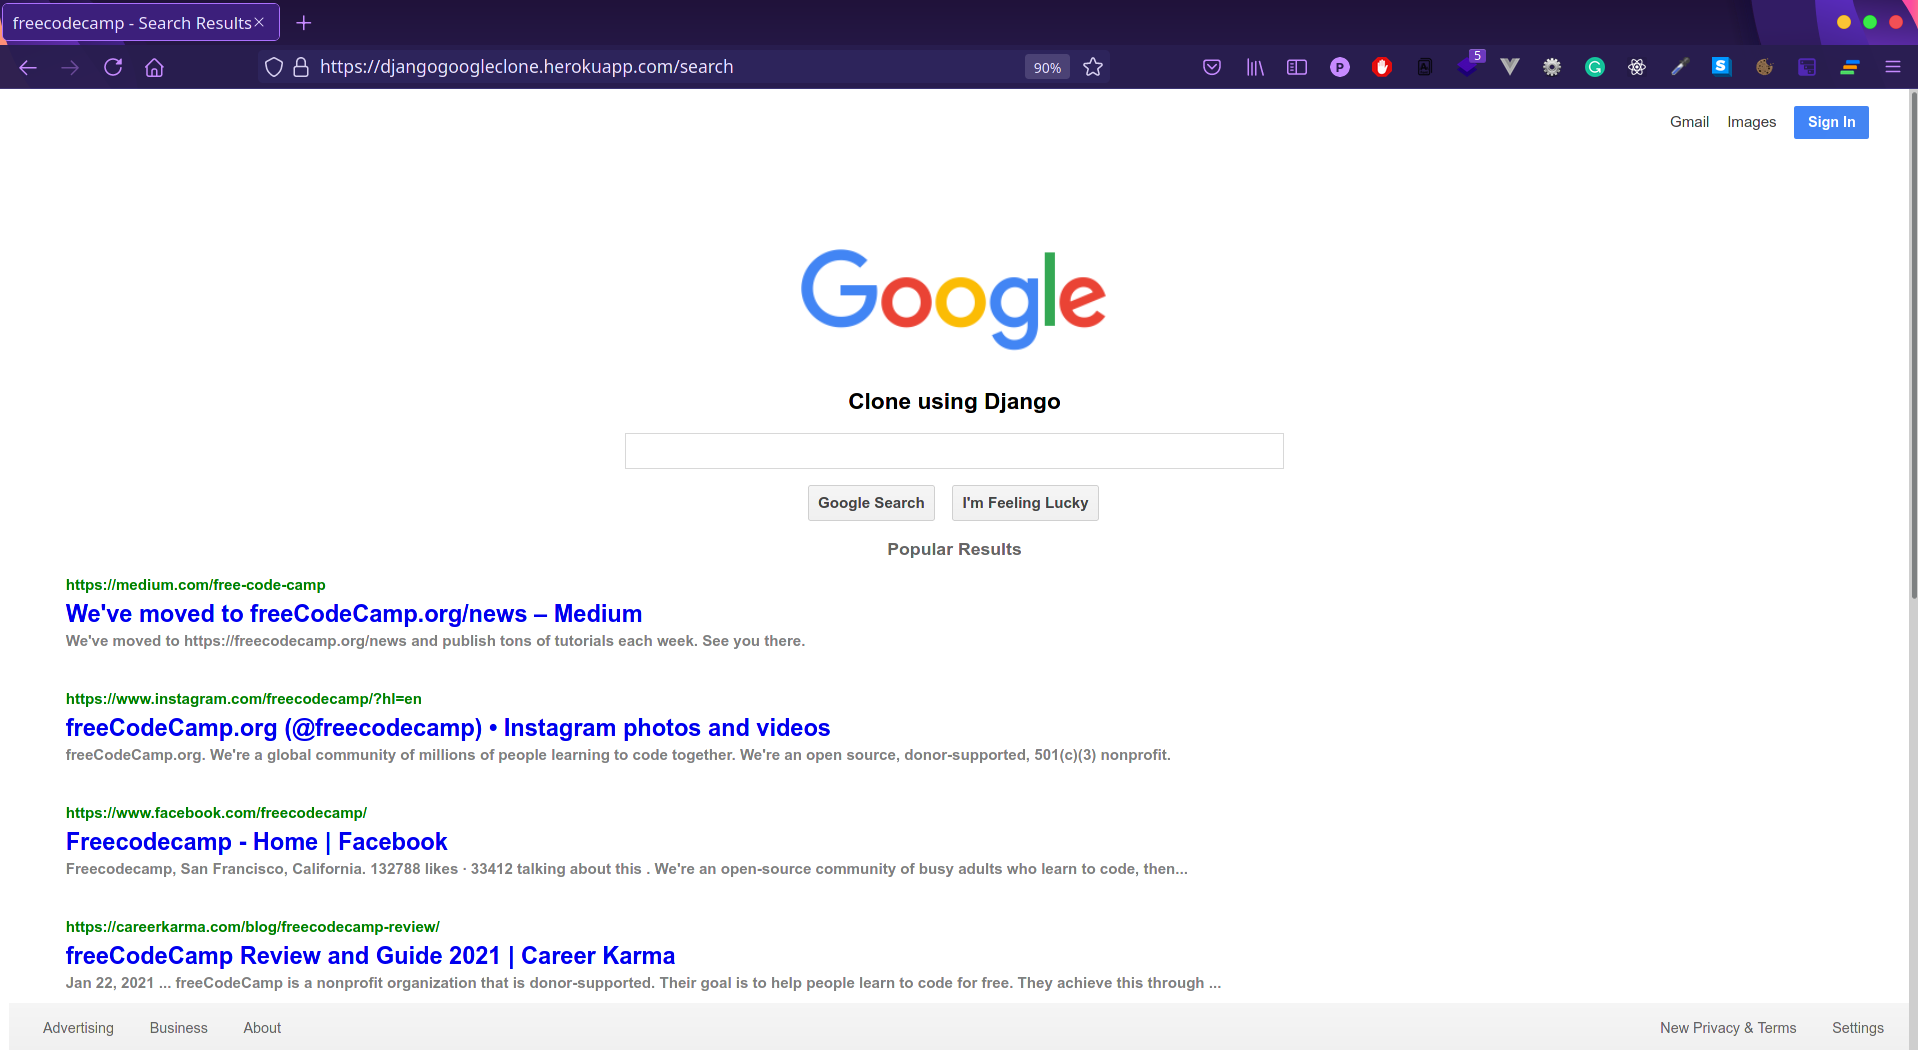 freecodecamp - Search Results
https://djangogoogleclone.herokuapp.com/search
90%
5
Gmail Images Sign In
Google
Clone using Django
Google Search I'm Feeling Lucky
Popular Results
https://medium.com/free-code-camp
We've moved to freeCodeCamp.org/news – Medium
We've moved to https://freecodecamp.org/news and publish tons of tutorials each week. See you there.
https://www.instagram.com/freecodecamp/?hl=en
freeCodeCamp.org (@freecodecamp) • Instagram photos and videos
freeCodeCamp.org. We're a global community of millions of people learning to code together. We're an open source, donor-supported, 501(c)(3) nonprofit.
https://www.facebook.com/freecodecamp/
Freecodecamp - Home | Facebook
Freecodecamp, San Francisco, California. 132788 likes · 33412 talking about this . We're an open-source community of busy adults who learn to code, then...
https://careerkarma.com/blog/freecodecamp-review/
freeCodeCamp Review and Guide 2021 | Career Karma
Jan 22, 2021 ... freeCodeCamp is a nonprofit organization that is donor-supported. Their goal is to help people learn to code for free. They achieve this through ...
Advertising Business About New Privacy & Terms Settings